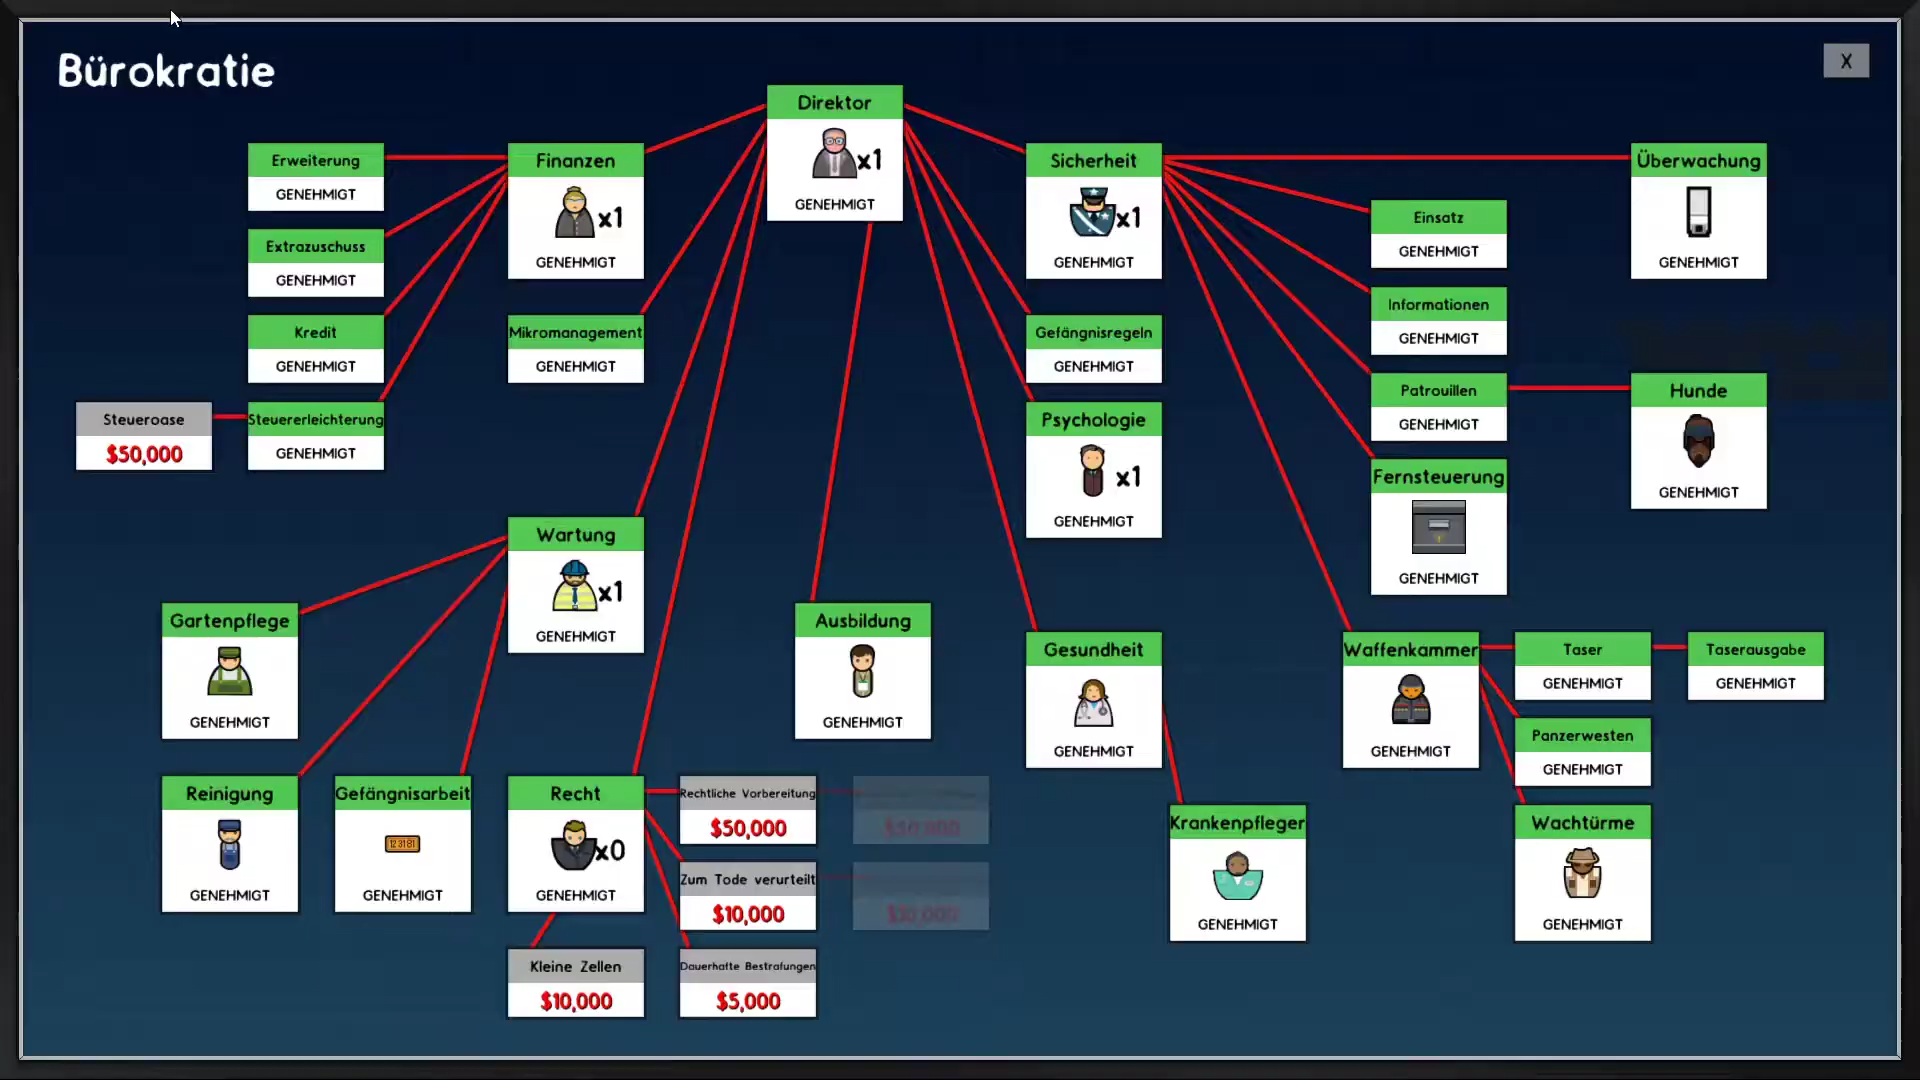 Bürokratie
X
Direktor
x1
GENEHMIGT
Erweiterung
GENEHMIGT
Finanzen
x1
GENEHMIGT
Sicherheit
x1
GENEHMIGT
Überwachung
GENEHMIGT
Extrazuschuss
GENEHMIGT
Einsatz
GENEHMIGT
Kredit
GENEHMIGT
Mikromanagement
GENEHMIGT
Gefängnisregeln
GENEHMIGT
Informationen
GENEHMIGT
Steueroase
$50,000
Steuererleichterung
GENEHMIGT
Psychologie
x1
GENEHMIGT
Patrouillen
GENEHMIGT
Hunde
GENEHMIGT
Fernsteuerung
GENEHMIGT
Wartung
x1
GENEHMIGT
Gartenpflege
GENEHMIGT
Ausbildung
GENEHMIGT
Gesundheit
GENEHMIGT
Waffenkammer
GENEHMIGT
Taser
GENEHMIGT
Taserausgabe
GENEHMIGT
Panzerwesten
GENEHMIGT
Reinigung
GENEHMIGT
Gefängnisarbeit
123181
GENEHMIGT
Recht
x0
GENEHMIGT
Rechtliche Vorbereitung
$50,000
Zum Tode verurteilt
$10,000
Krankenpfleger
GENEHMIGT
Wachtürme
GENEHMIGT
Kleine Zellen
$10,000
Dauerhafte Bestrafungen
$5,000